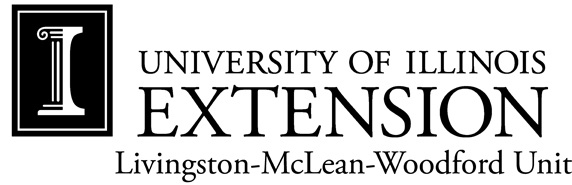 UNIVERSITY OF ILLINOIS
EXTENSION
Livingston-McLean-Woodford Unit